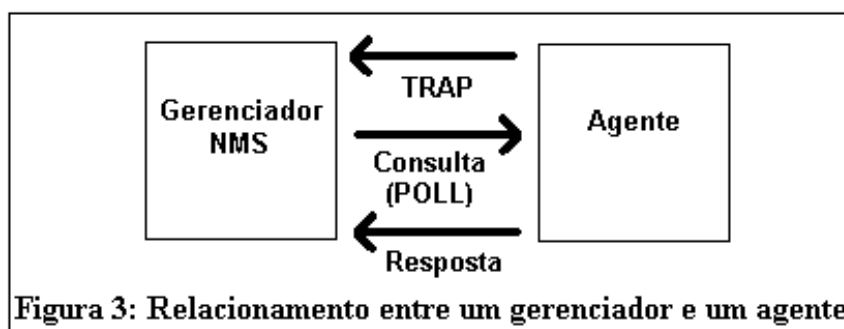 Gerenciador
NMS
TRAP
Consulta
(POLL)
Resposta
Agente
Figura 3: Relacionamento entre um gerenciador e um agente